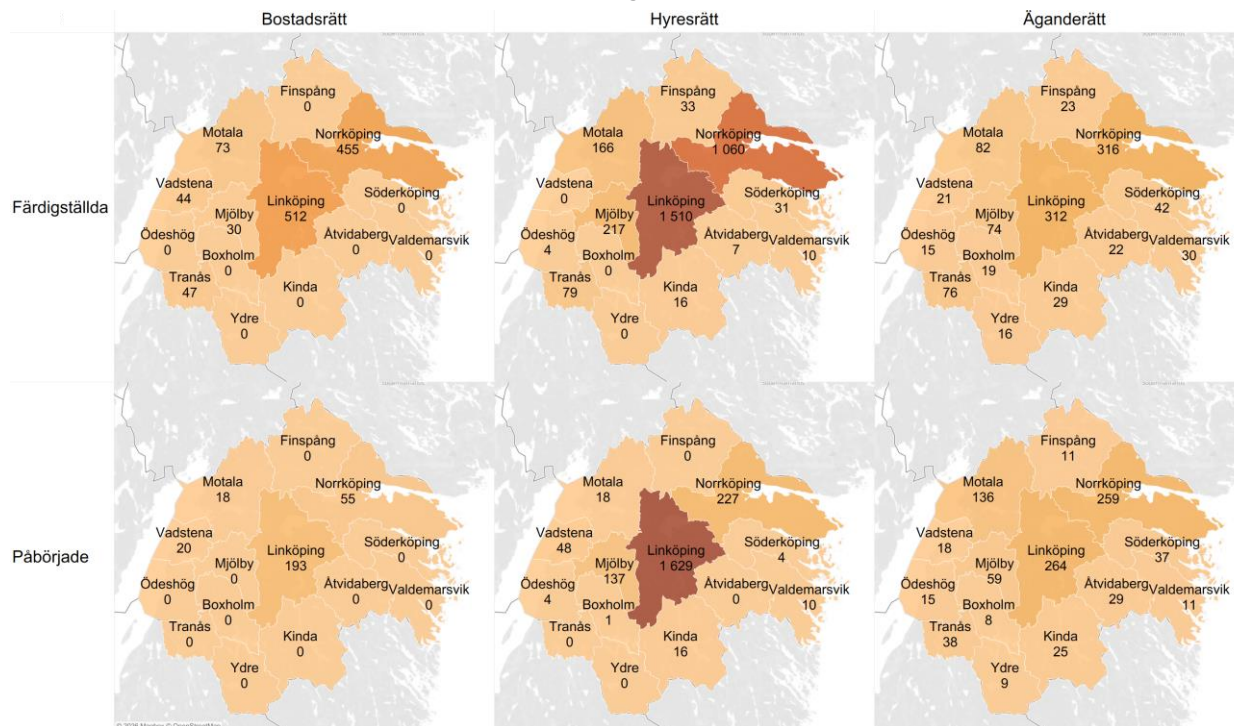 Bostadsrätt
Hyresrätt
Äganderätt
Färdigställda
Finspång
0
Motala
73
Norrköping
455
Vadstena
44
Linköping
512
Söderköping
0
Mjölby
30
Ödeshög
0
Åtvidaberg
0
Valdemarsvik
0
Boxholm
0
Tranås
47
Kinda
0
Ydre
0
Finspång
33
Motala
166
Norrköping
1 060
Vadstena
0
Linköping
1 510
Söderköping
31
Mjölby
217
Ödeshög
4
Åtvidaberg
7
Valdemarsvik
10
Boxholm
0
Tranås
79
Kinda
16
Ydre
0
Finspång
23
Motala
82
Norrköping
316
Vadstena
21
Linköping
312
Söderköping
42
Mjölby
74
Ödeshög
15
Åtvidaberg
22
Valdemarsvik
30
Boxholm
19
Tranås
76
Kinda
29
Ydre
16
Påbörjade
Finspång
0
Motala
18
Norrköping
55
Vadstena
20
Linköping
193
Söderköping
0
Mjölby
0
Ödeshög
0
Åtvidaberg
0
Valdemarsvik
0
Boxholm
0
Tranås
0
Kinda
0
Ydre
0
Finspång
0
Motala
18
Norrköping
227
Vadstena
48
Linköping
1 629
Söderköping
4
Mjölby
137
Ödeshög
4
Åtvidaberg
0
Valdemarsvik
10
Boxholm
1
Tranås
0
Kinda
16
Ydre
0
Finspång
11
Motala
136
Norrköping
259
Vadstena
18
Linköping
264
Söderköping
37
Mjölby
59
Ödeshög
15
Åtvidaberg
29
Valdemarsvik
11
Boxholm
8
Tranås
38
Kinda
25
Ydre
9